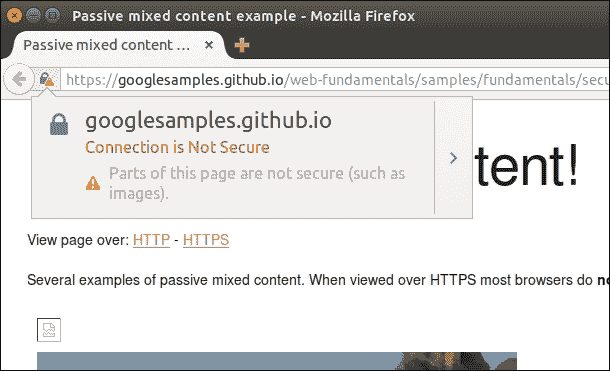 Passive mixed content example - Mozilla Firefox
Passive mixed content ...
https://googlesamples.github.io/web-fundamentals/samples/fundamentals/secu
googlesamples.github.io
Connection is Not Secure
Parts of this page are not secure (such as
images).
tent!
View page over: HTTP - HTTPS
Several examples of passive mixed content. When viewed over HTTPS most browsers do no